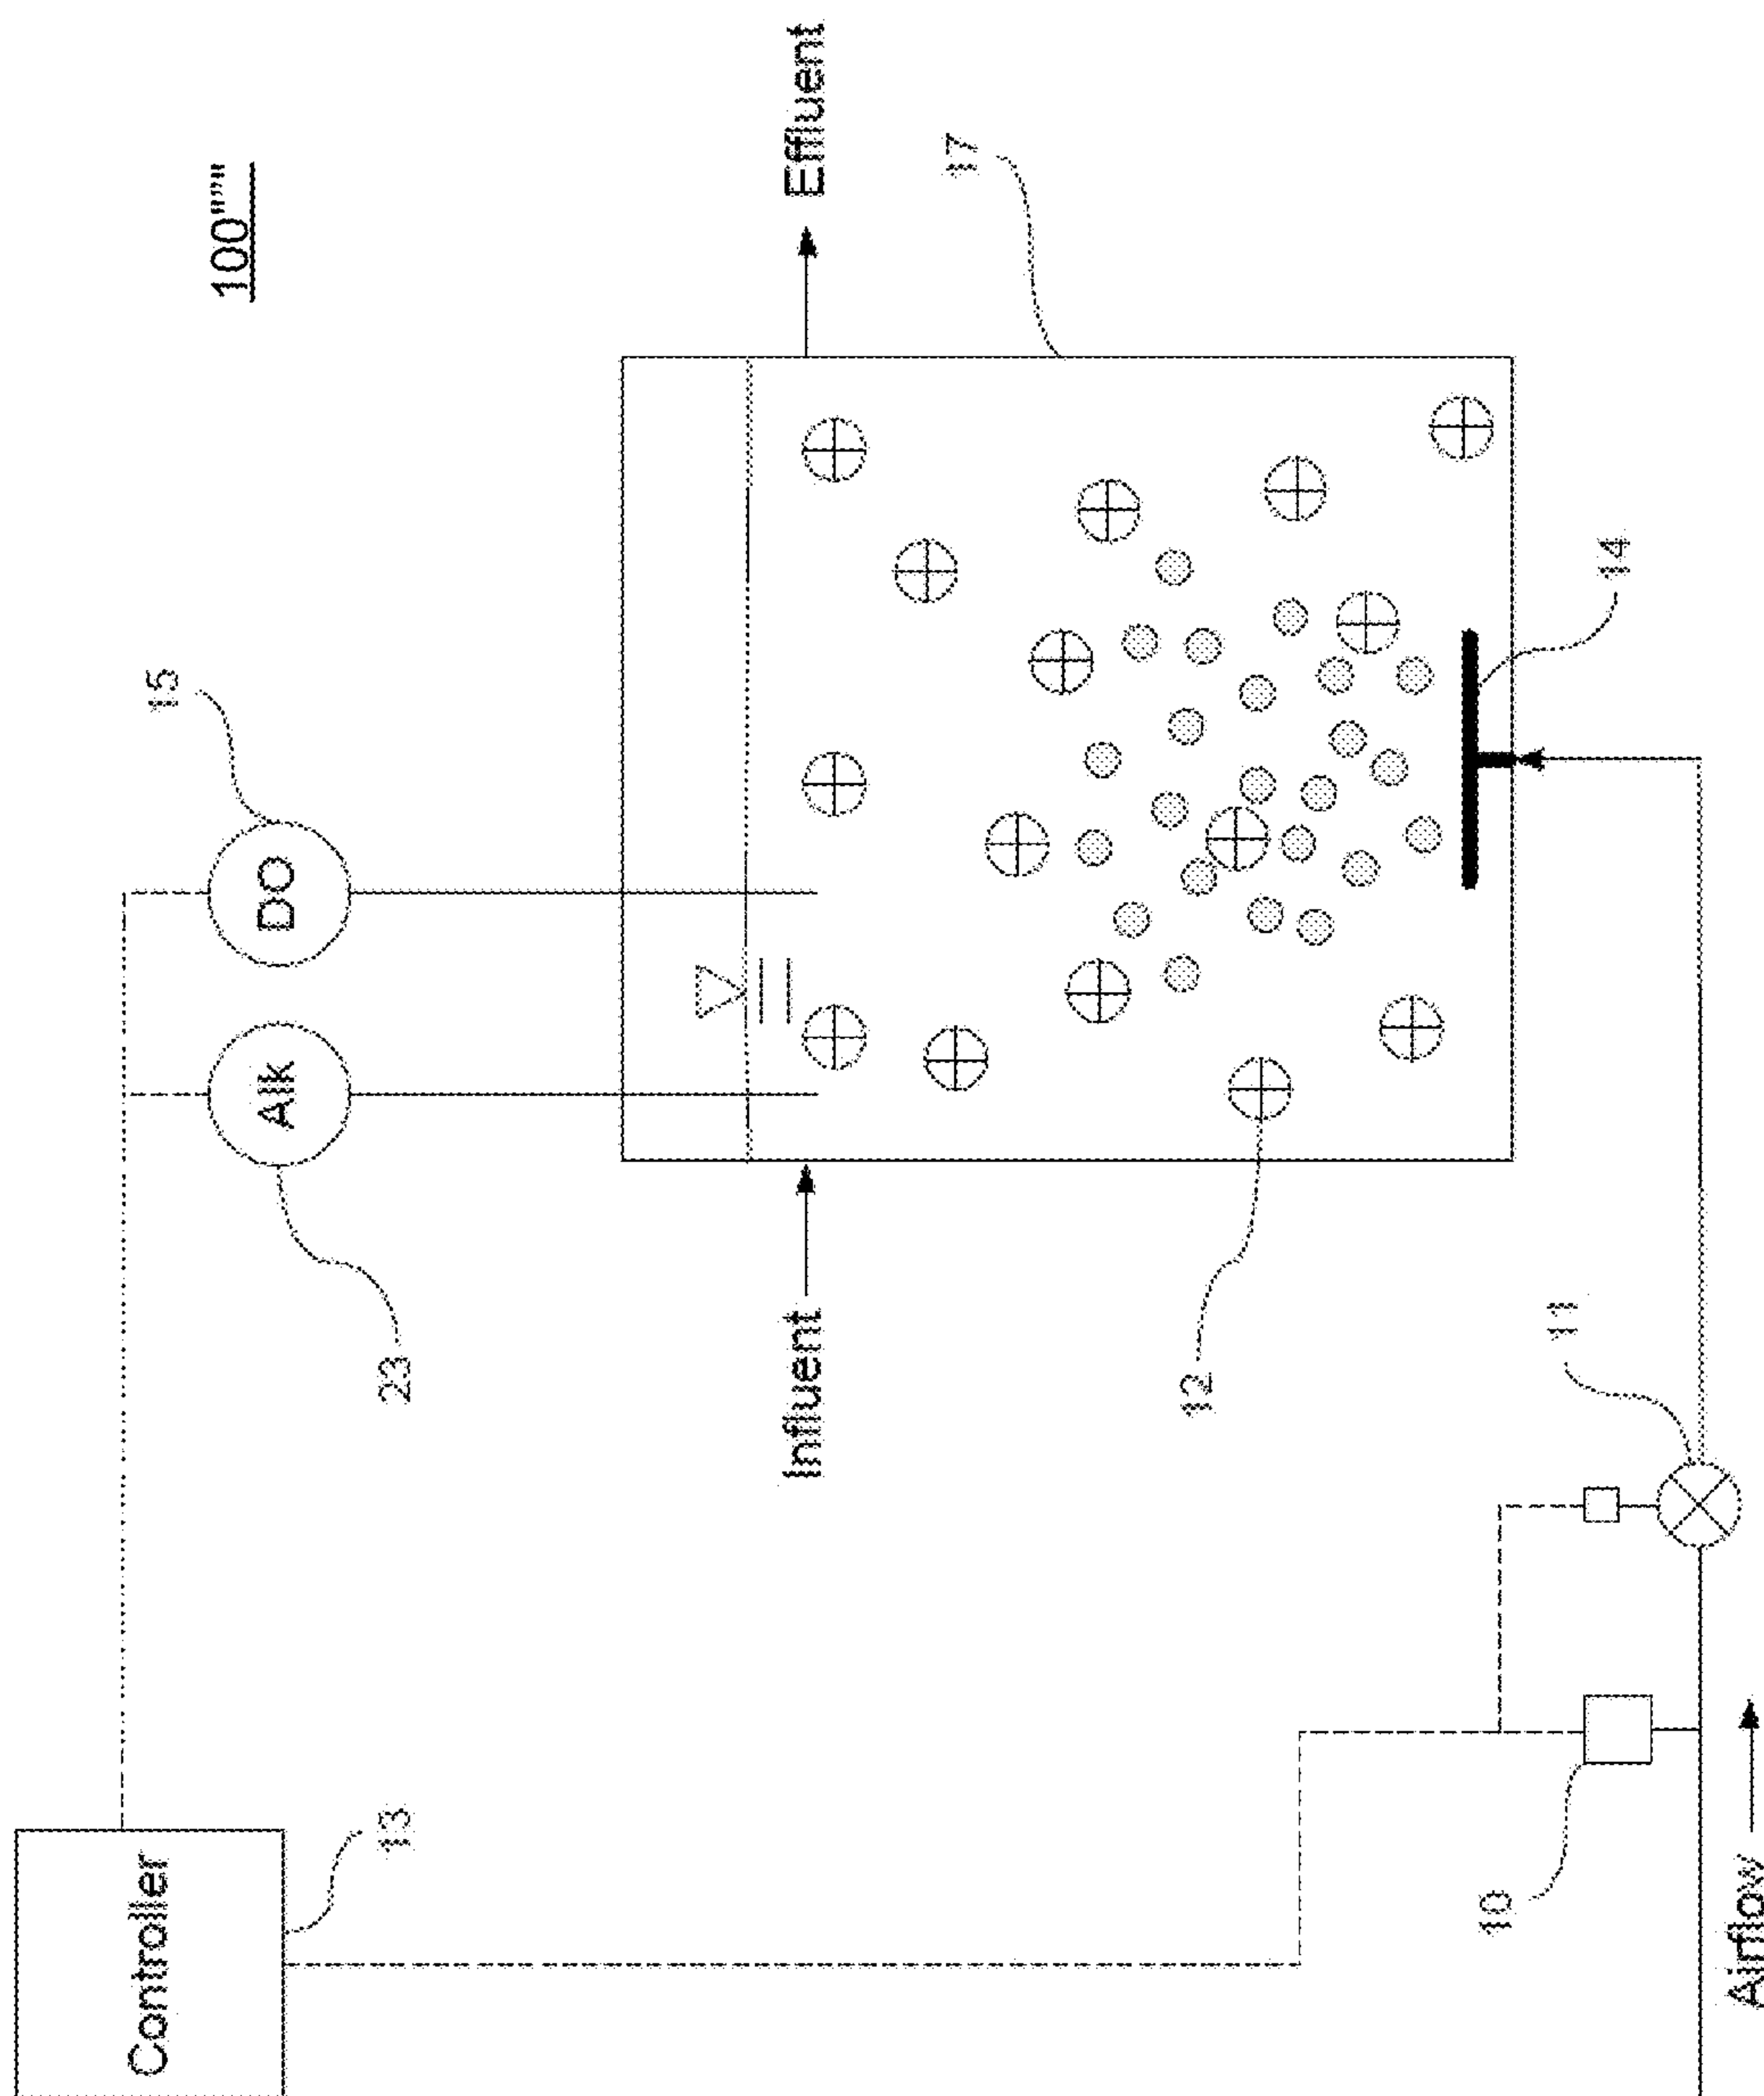 100"""'
Controller
13
Alk
23
DO
15
Influent
Effluent
17
12
14
11
10
Airflow